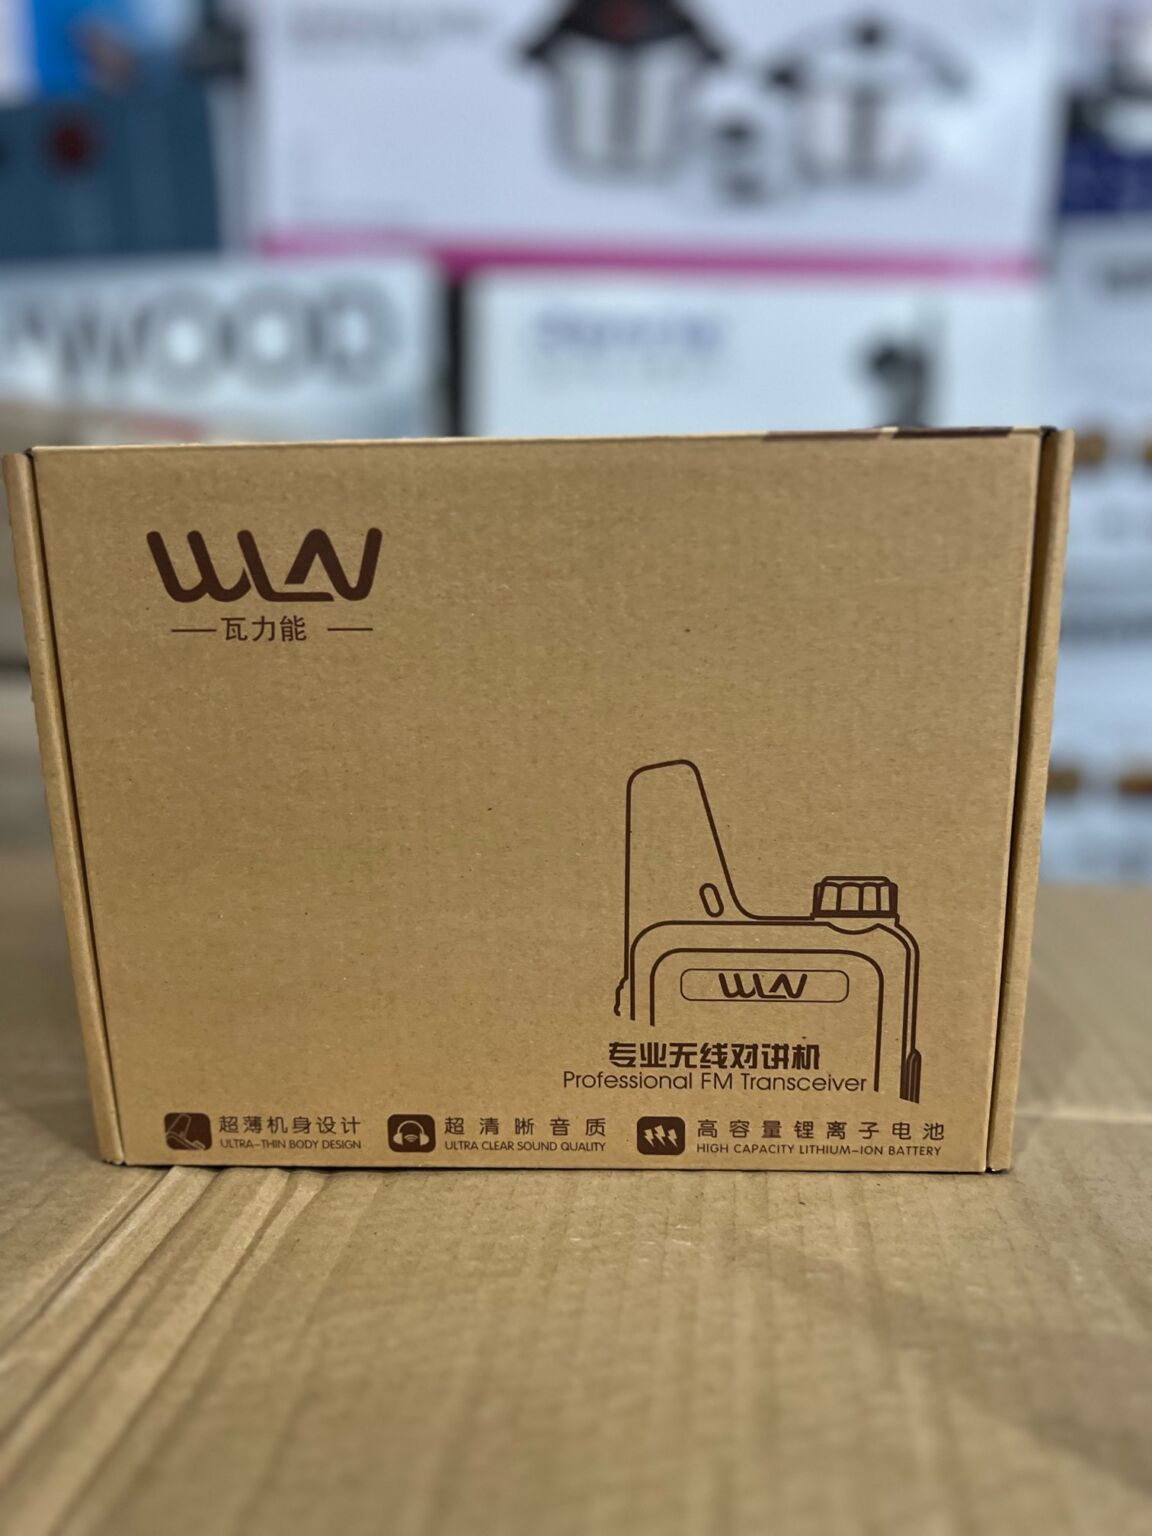 WLN
瓦力能
WLN
专业无线对讲机
Professional FM Transceiver
超薄机身设计
ULTRA-THIN BODY DESIGN
超清晰音质
ULTRA CLEAR SOUND QUALITY
高容量锂离子电池
HIGH CAPACITY LITHIUM-ION BATTERY